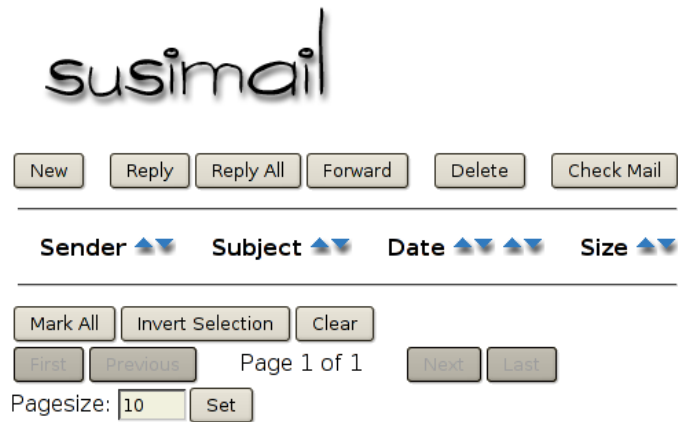 susimail
New Reply Reply All Forward Delete Check Mail
Sender Subject Date Size
Mark All Invert Selection Clear
First Previous Page 1 of 1 Next Last
Pagesize: 10 Set